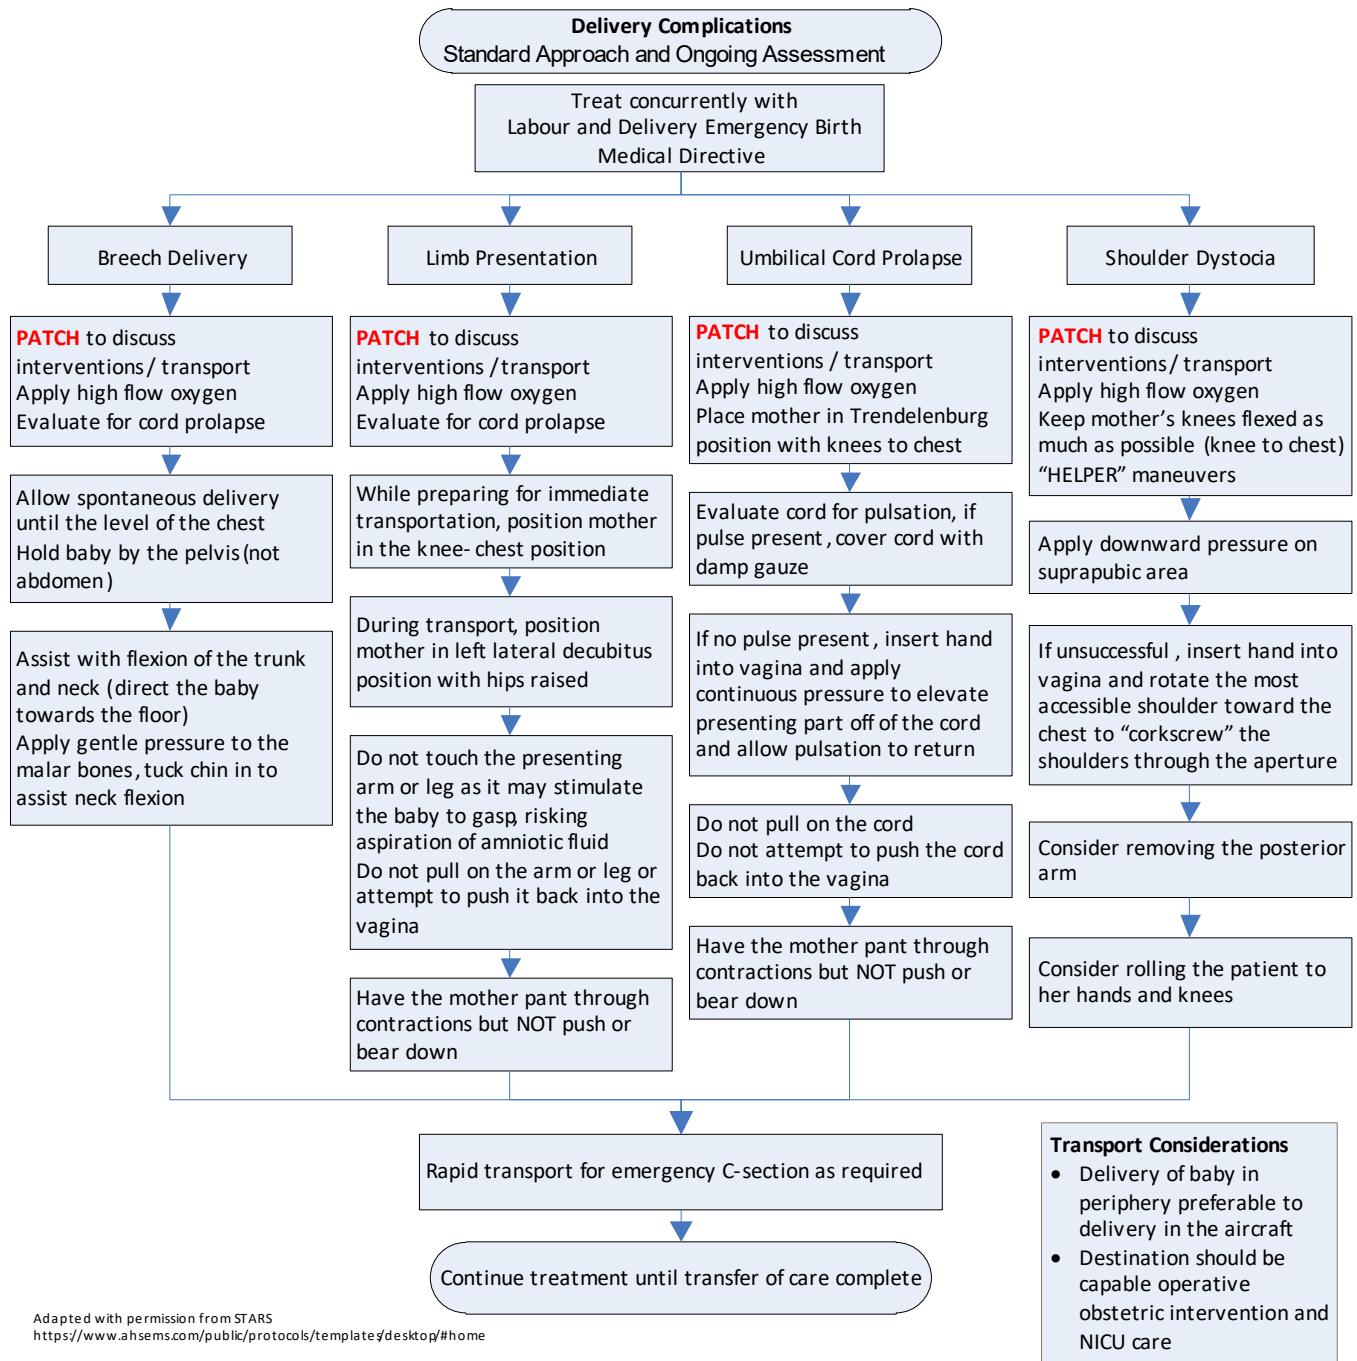 Delivery Complications
Standard Approach and Ongoing Assessment
Treat concurrently with
Labour and Delivery Emergency Birth
Medical Directive
Breech Delivery
PATCH to discuss
interventions / transport
Apply high flow oxygen
Evaluate for cord prolapse
Allow spontaneous delivery
until the level of the chest
Hold baby by the pelvis (not
abdomen)
Assist with flexion of the trunk
and neck (direct the baby
towards the floor)
Apply gentle pressure to the
malar bones, tuck chin in to
assist neck flexion
Limb Presentation
PATCH to discuss
interventions / transport
Apply high flow oxygen
Evaluate for cord prolapse
While preparing for immediate
transportation, position mother
in the knee- chest position
During transport, position
mother in left lateral decubitus
position with hips raised
Do not touch the presenting
arm or leg as it may stimulate
the baby to gasp, risking
aspiration of amniotic fluid
Do not pull on the arm or leg or
attempt to push it back into the
vagina
Have the mother pant through
contractions but NOT push or
bear down
Umbilical Cord Prolapse
PATCH to discuss
interventions / transport
Apply high flow oxygen
Place mother in Trendelenburg
position with knees to chest
Evaluate cord for pulsation, if
pulse present, cover cord with
damp gauze
If no pulse present, insert hand
into vagina and apply
continuous pressure to elevate
presenting part off of the cord
and allow pulsation to return
Do not pull on the cord
Do not attempt to push the cord
back into the vagina
Have the mother pant through
contractions but NOT push or
bear down
Shoulder Dystocia
PATCH to discuss
interventions / transport
Apply high flow oxygen
Keep mother's knees flexed as
much as possible (knee to chest)
"HELPER" maneuvers
Apply downward pressure on
suprapubic area
If unsuccessful, insert hand into
vagina and rotate the most
accessible shoulder toward the
chest to "corkscrew" the
shoulders through the aperture
Consider removing the posterior
arm
Consider rolling the patient to
her hands and knees
Rapid transport for emergency C-section as required
Continue treatment until transfer of care complete
Transport Considerations
• Delivery of baby in
periphery preferable to
delivery in the aircraft
• Destination should be
capable operative
obstetric intervention and
NICU care
Adapted with permission from STARS
https://www.ahsems.com/public/protocols/templates/desktop/#home